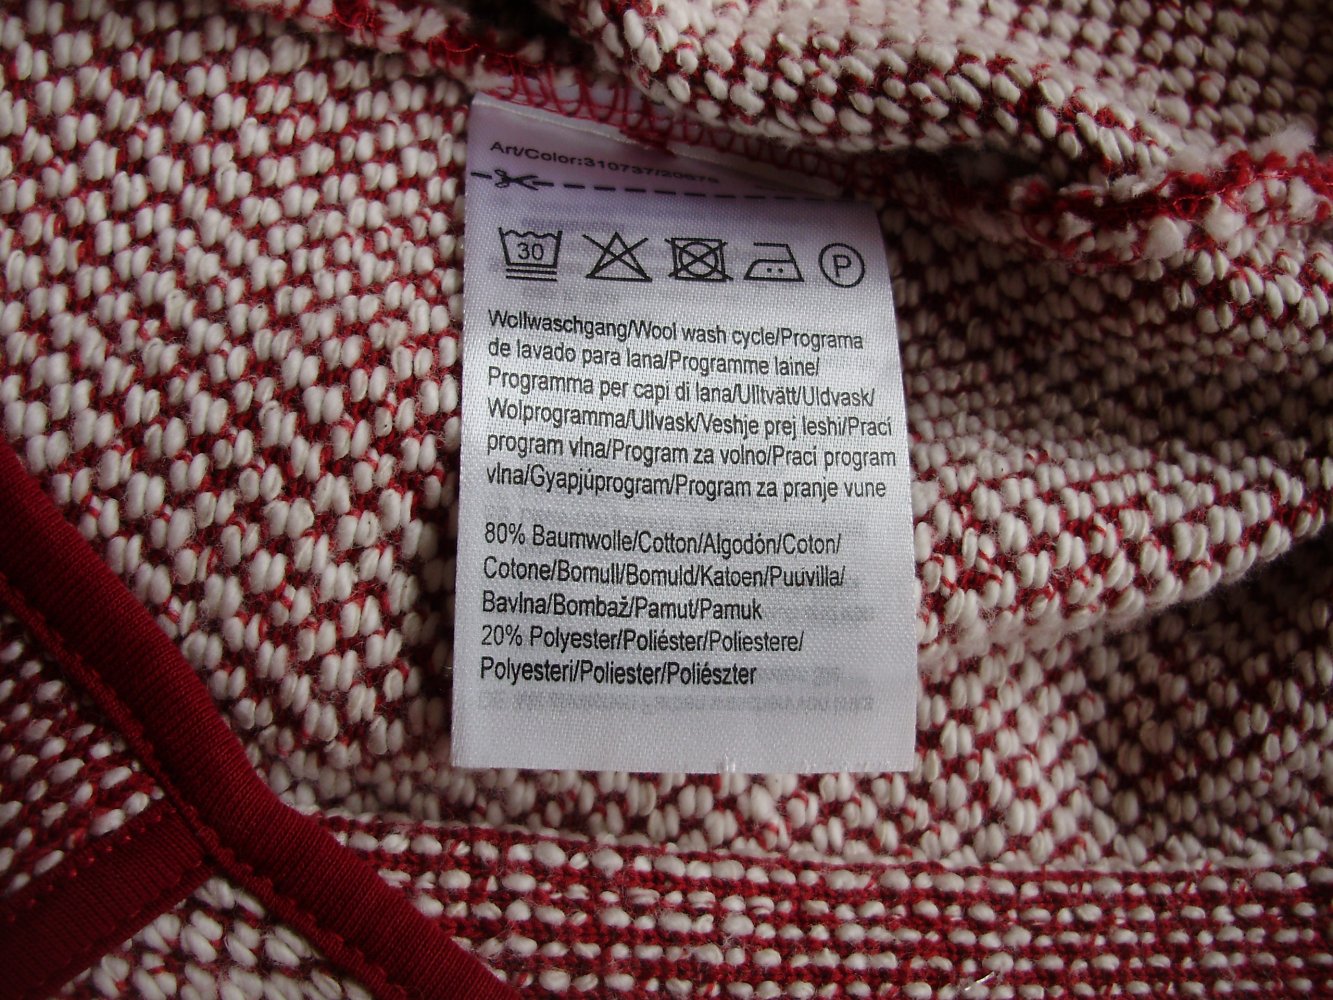 Art/Color:310737/20676
30
P
Wollwaschgang/Wool wash cycle/Programa
de lavado para lana/Programme laine/
Programma per capi di lana/Ulltvätt/Uldvask/
Wolprogramma/Ullvask/Veshje prej leshi/Prací
program vlna/Program za volno/Prací program
vlna/Gyapjúprogram/Program za pranje vune
80% Baumwolle/Cotton/Algodón/Coton/
Cotone/Bomull/Bomuld/Katoen/Puuvilla/
Bavlna/Bombaž/Pamut/Pamuk
20% Polyester/Poliéster/Poliestere/
Polyesteri/Poliester/Poliészter